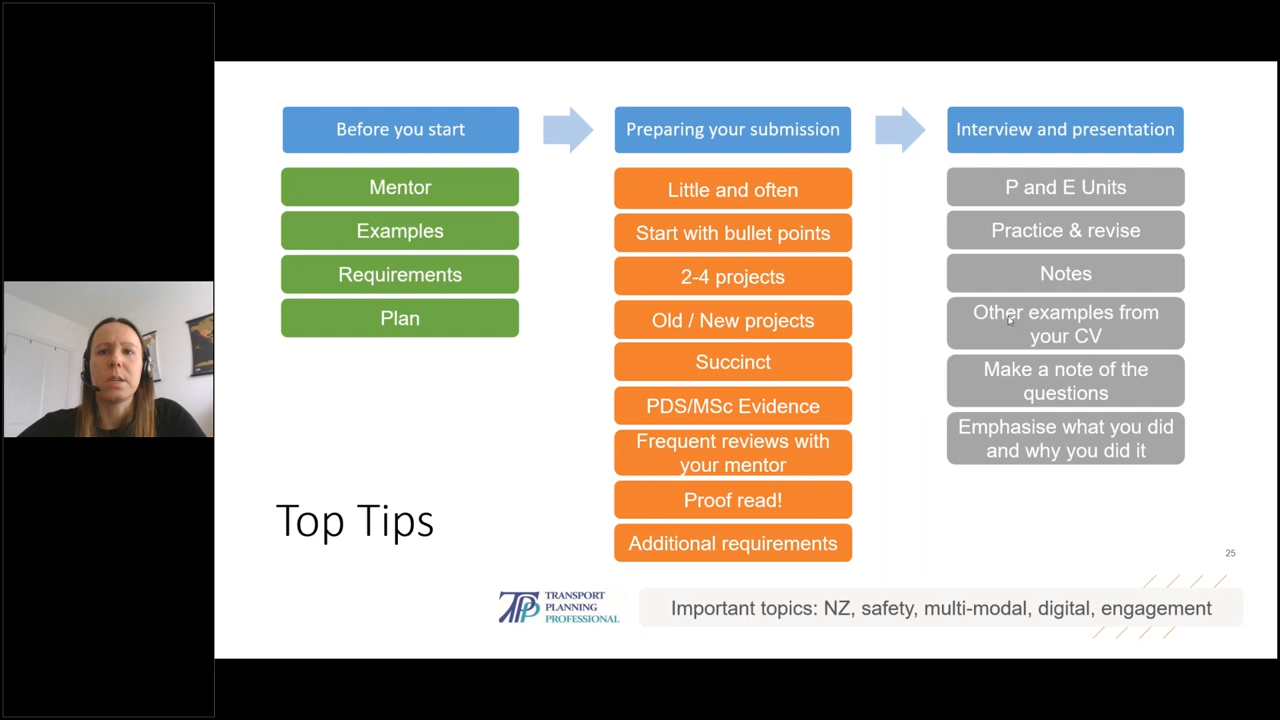 Before you start
Mentor
Examples
Requirements
Plan
Preparing your submission
Little and often
Start with bullet points
2-4 projects
Old / New projects
Succinct
PDS/MSc Evidence
Frequent reviews with
your mentor
Proof read!
Additional requirements
Interview and presentation
P and E Units
Practice & revise
Notes
Other examples from
your CV
Make a note of the
questions
Emphasise what you did
and why you did it
Top Tips
25
TPP
TRANSPORT
PLANNING
PROFESSIONAL
Important topics: NZ, safety, multi-modal, digital, engagement